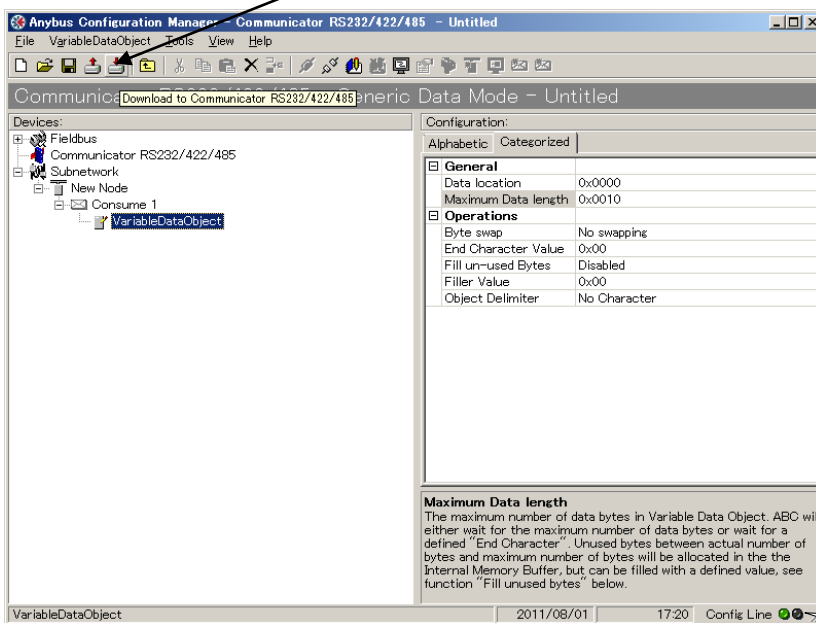 Anybus Configuration Manager - Communicator RS232/422/485 - Untitled
File VariableDataObject Tools View Help
Download to Communicator RS232/422/485
Devices:
Fieldbus
Communicator RS232/422/485
Subnetwork
New Node
Consume 1
VariableDataObject
Configuration:
Alphabetic Categorized
General
Data location 0x0000
Maximum Data length 0x0010
Operations
Byte swap No swapping
End Character Value 0x00
Fill un-used Bytes Disabled
Filler Value 0x00
Object Delimiter No Character
Maximum Data length
The maximum number of data bytes in Variable Data Object. ABC wi
either wait for the maximum number of data bytes or wait for a
defined "End Character". Unused bytes between actual number of
bytes and maximum number of bytes will be allocated in the the
Internal Memory Buffer, but can be filled with a defined value, see
function "Fill unused bytes" below.
VariableDataObject 2011/08/01 17:20 Config Line